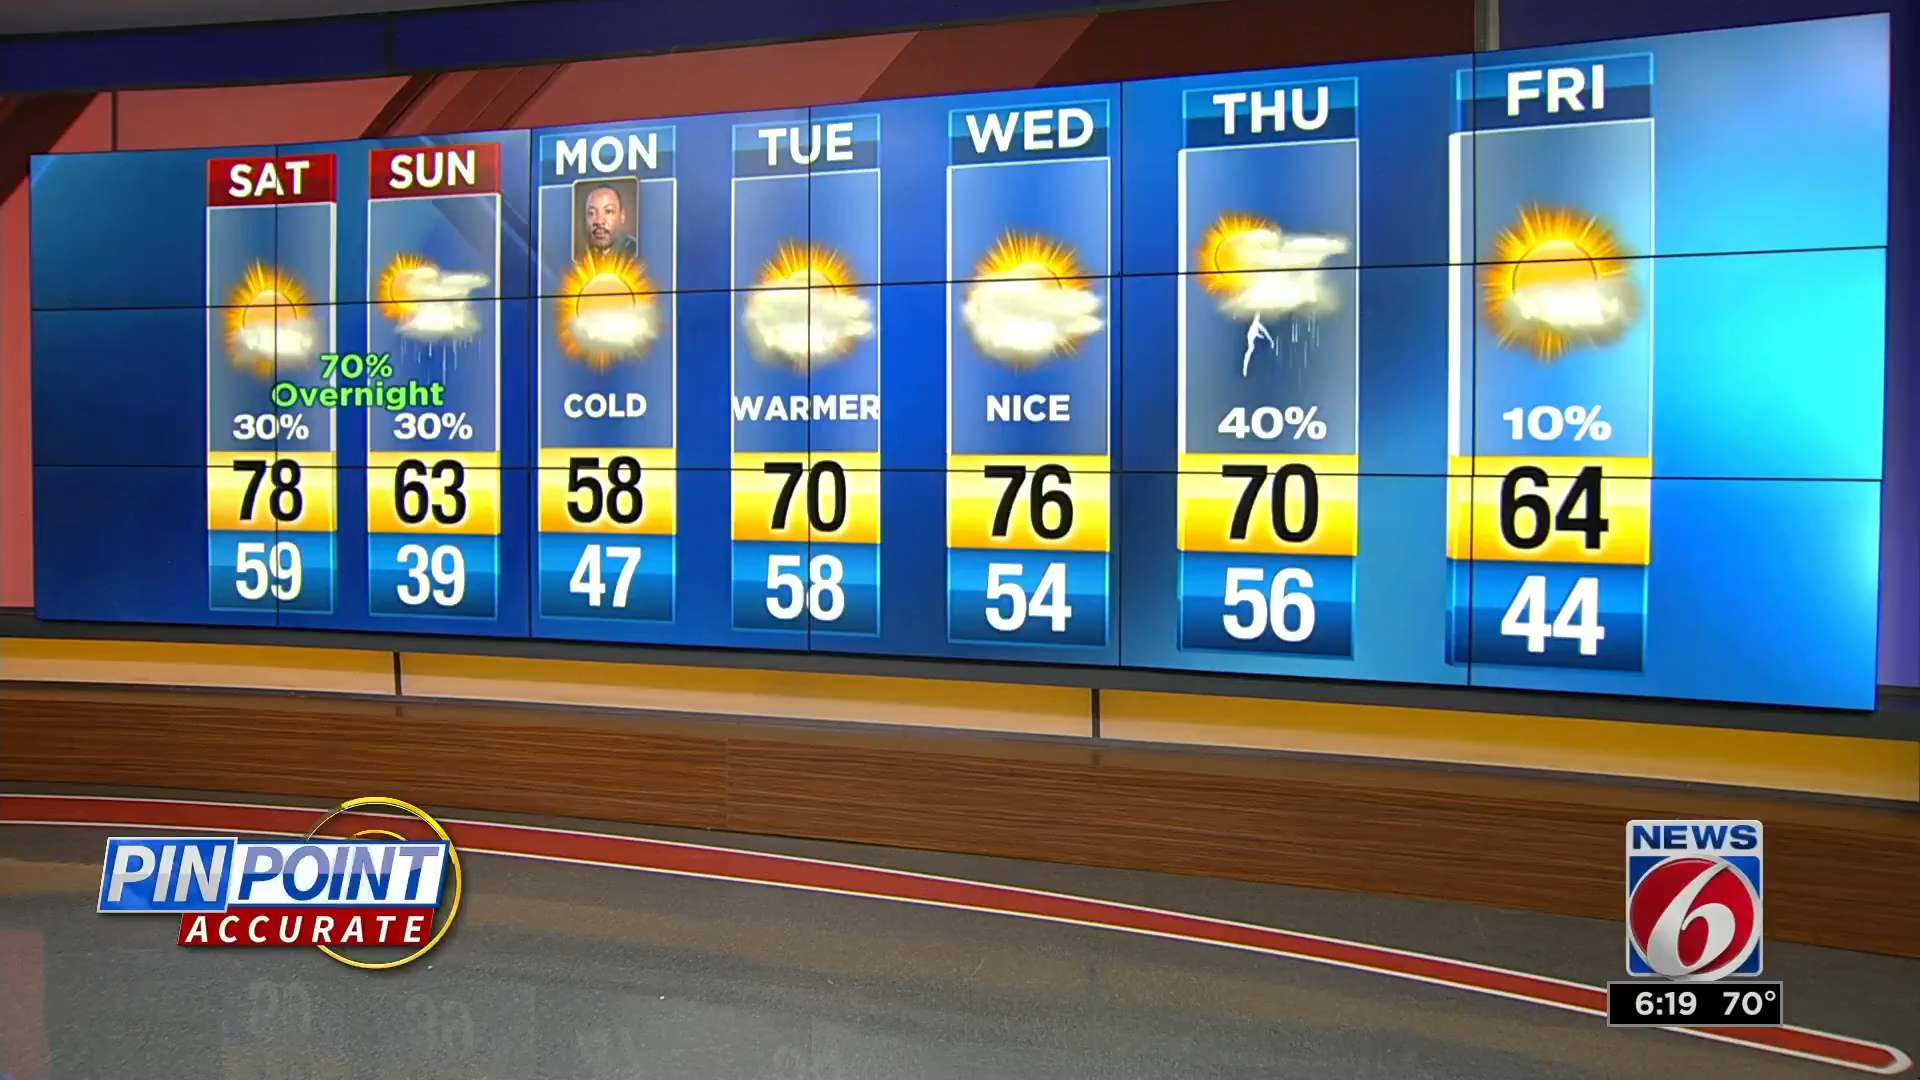 SAT
SUN
MON
TUE
WED
THU
FRI
70%
Overnight
30%
30%
COLD
WARMER
NICE
40%
10%
78
63
58
70
76
70
64
59
39
47
58
54
56
44
PINPOINT
ACCURATE
NEWS
6
6:19 70°